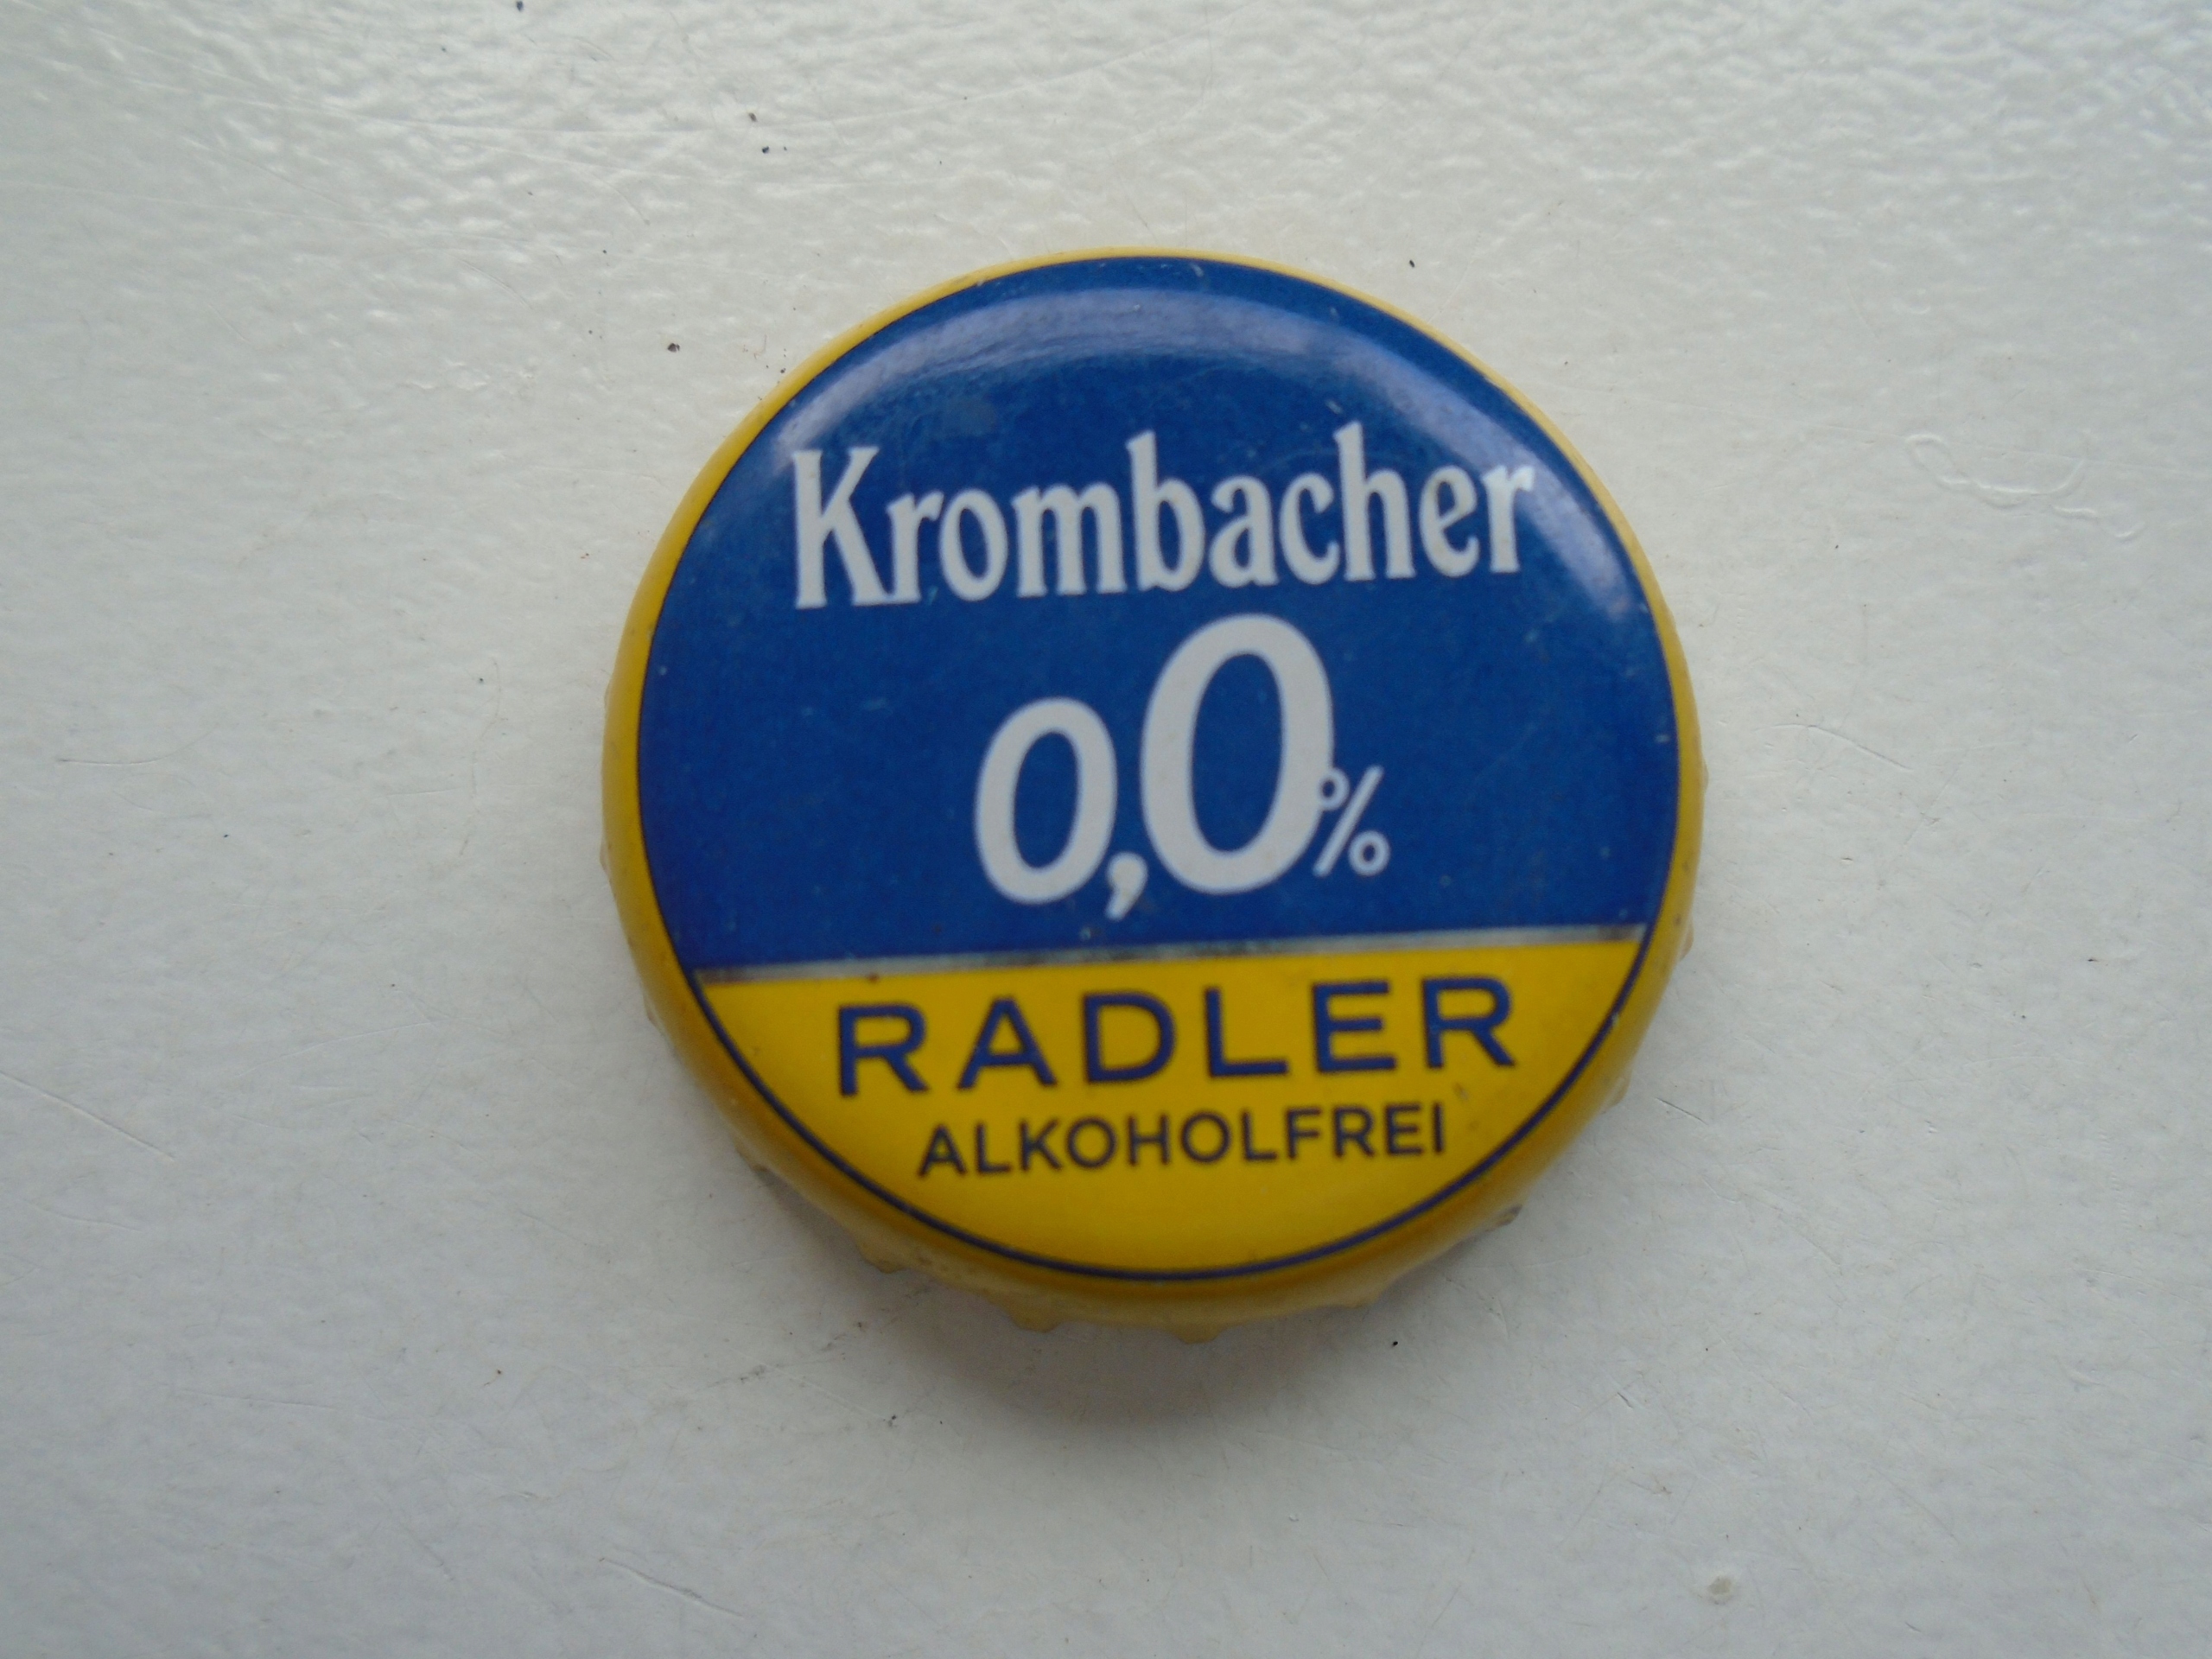 Krombacher
0,0%
RADLER
ALKOHOLFREI